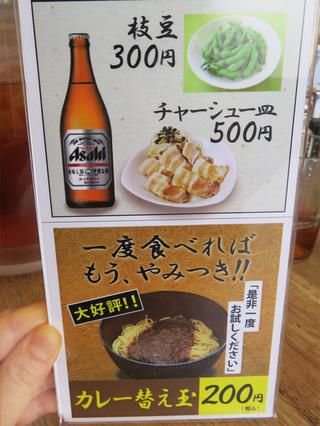 枝豆
300円
チャーシュー皿
500円
Asahi
一度食べれば
もう、やみつき!!
大好評!!
「是非一度
お試しください」
カレー替え玉 200円
(税込)